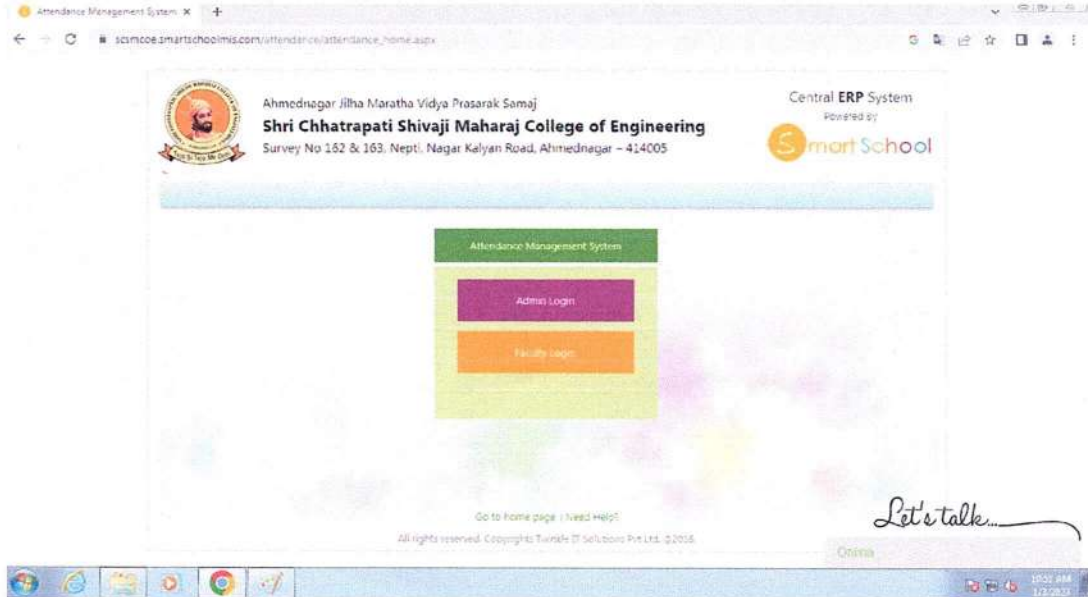 Attendance Management System
scsmcoe.smartschoolmis.com/attendance/attendance_home.aspx
Ahmednagar Jilha Maratha Vidya Prasarak Samaj
Shri Chhatrapati Shivaji Maharaj College of Engineering
Survey No 162 & 163, Nepti, Nagar Kalyan Road, Ahmednagar – 414005
Central ERP System
Powered by
Smart School
Attendance Management System
Admin Login
Faculty Login
Go to home page | Need Help?
All rights reserved. Copyrights Twinkle IT Solutions Pvt Ltd. @2016.
Let's talk...
Online
10:01 AM